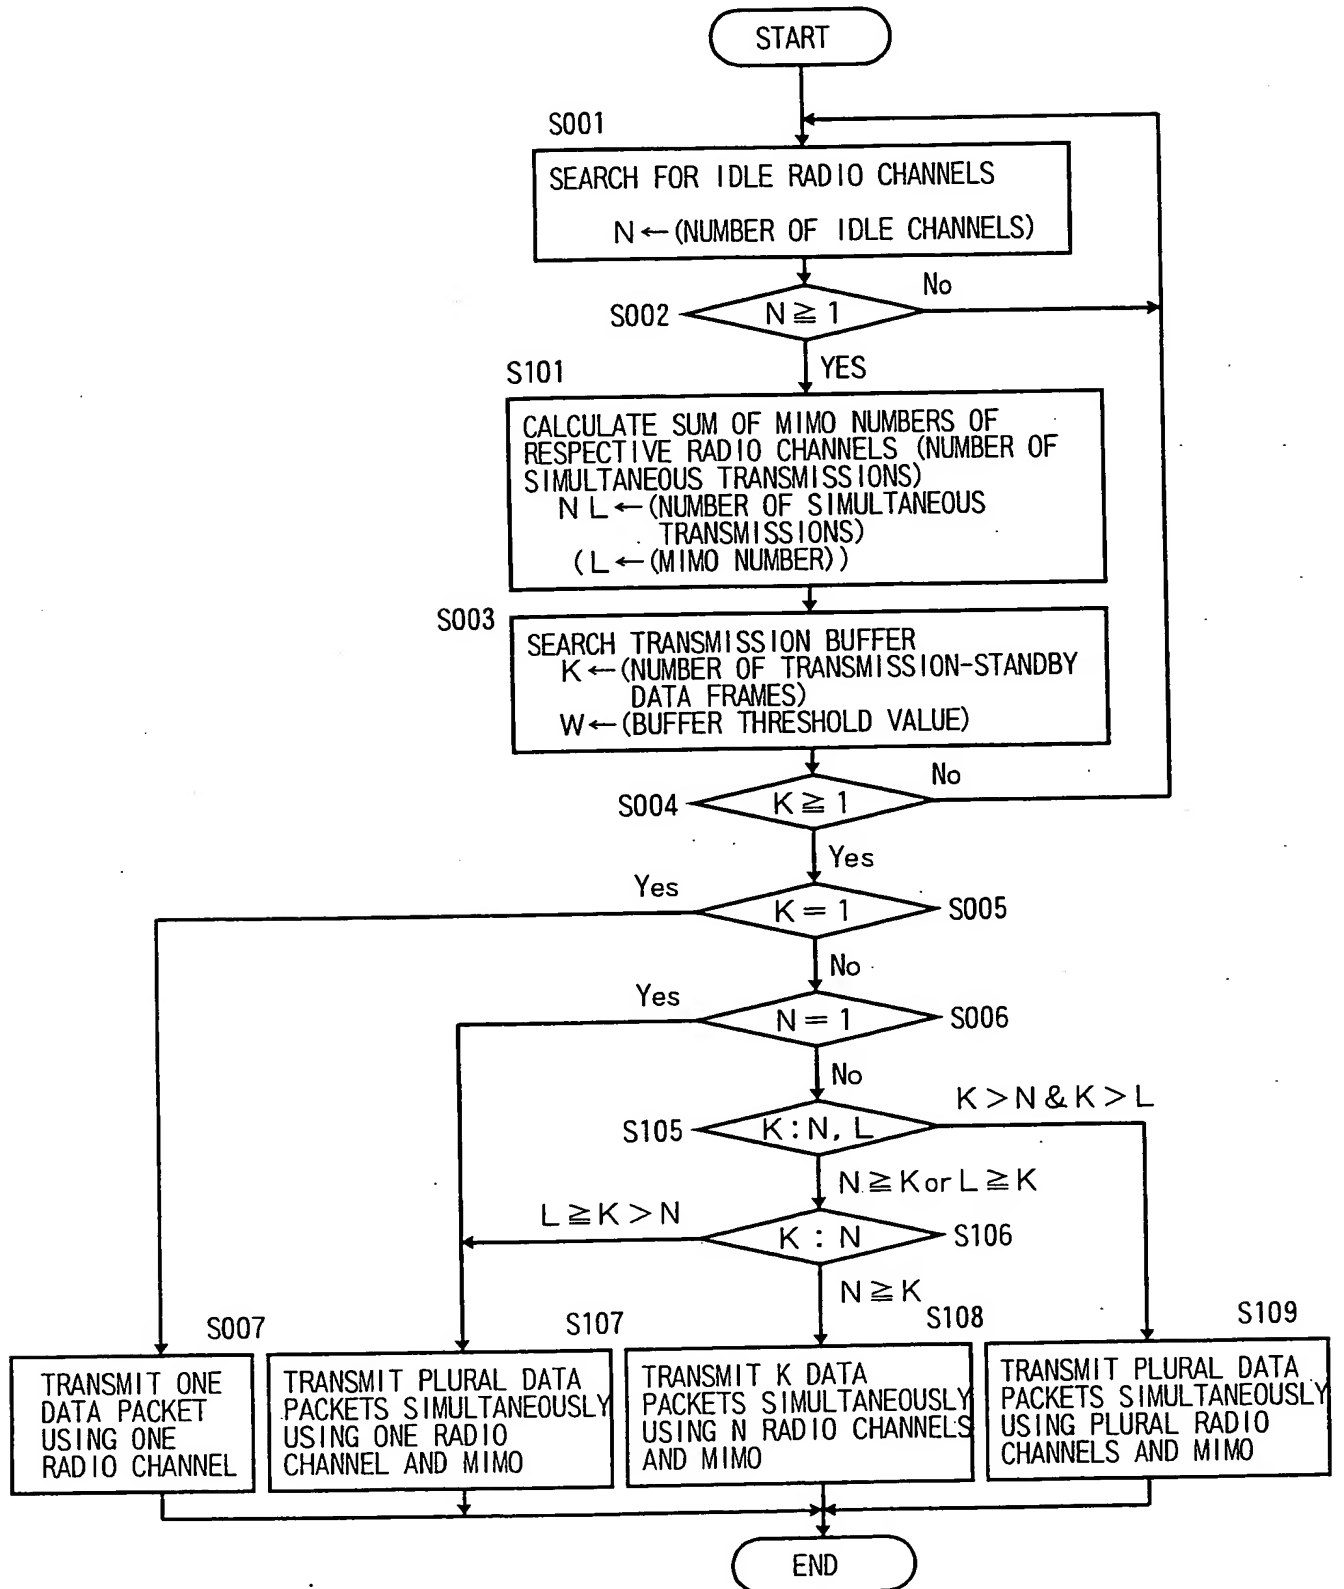 START
S001
SEARCH FOR IDLE RADIO CHANNELS
N←(NUMBER OF IDLE CHANNELS)
S002
N≧1
No
YES
S101
CALCULATE SUM OF MIMO NUMBERS OF
RESPECTIVE RADIO CHANNELS (NUMBER OF
SIMULTANEOUS TRANSMISSIONS)
NL←(NUMBER OF SIMULTANEOUS
TRANSMISSIONS)
(L←(MIMO NUMBER))
S003
SEARCH TRANSMISSION BUFFER
K←(NUMBER OF TRANSMISSION-STANDBY
DATA FRAMES)
W←(BUFFER THRESHOLD VALUE)
S004
K≧1
No
Yes
Yes
K=1
S005
No
Yes
N=1
S006
No
K>N&K>L
S105
K:N, L
N≧K or L≧K
L≧K>N
K:N
S106
N≧K
S007
TRANSMIT ONE
DATA PACKET
USING ONE
RADIO CHANNEL
S107
TRANSMIT PLURAL DATA
PACKETS SIMULTANEOUSLY
USING ONE RADIO
CHANNEL AND MIMO
S108
TRANSMIT K DATA
PACKETS SIMULTANEOUSLY
USING N RADIO CHANNELS
AND MIMO
S109
TRANSMIT PLURAL DATA
PACKETS SIMULTANEOUSLY
USING PLURAL RADIO
CHANNELS AND MIMO
END